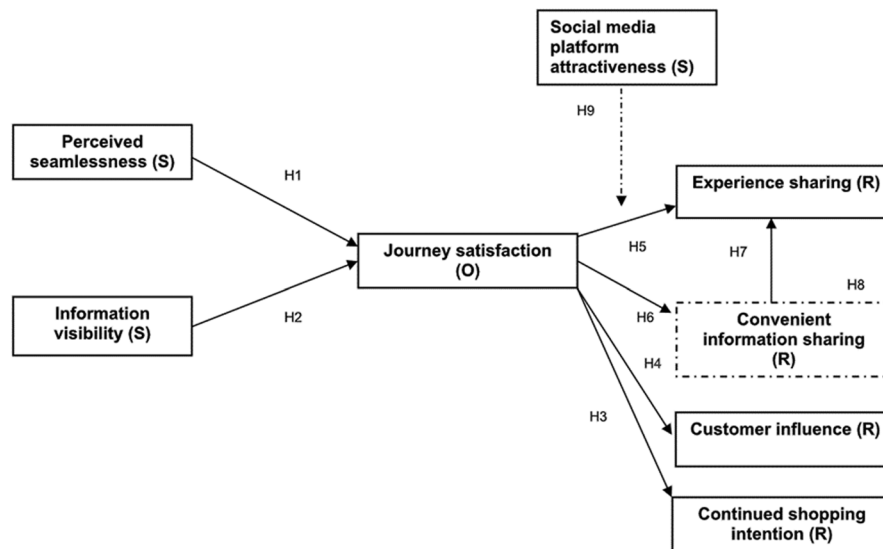 Social media
platform
attractiveness (S)
H9
Perceived
seamlessness (S)
H1
Experience sharing (R)
H5
H7
Journey satisfaction
(O)
H8
Information
visibility (S)
H2
H6
Convenient
information sharing
(R)
H4
H3
Customer influence (R)
Continued shopping
intention (R)